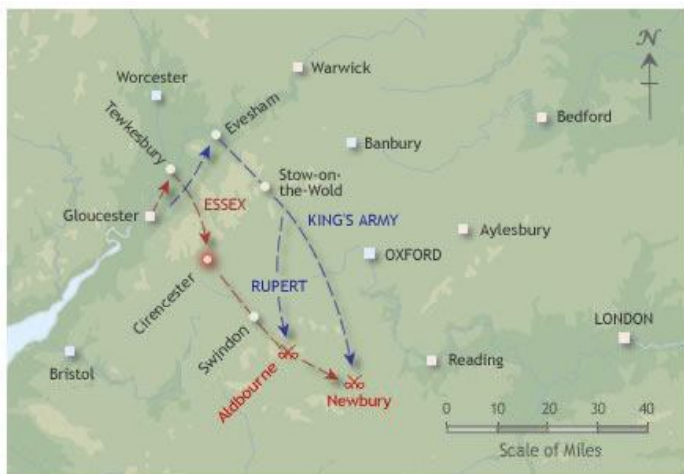 N
Warwick
Worcester
Bedford
Tewkesbury
Evesham
Banbury
Stow-on-
the-Wold
ESSEX
Gloucester
KING'S ARMY
Aylesbury
OXFORD
Cirencester
RUPERT
Swindon
LONDON
Bristol
Aldbourne
Reading
Newbury
0 10 20 30 40
Scale of Miles